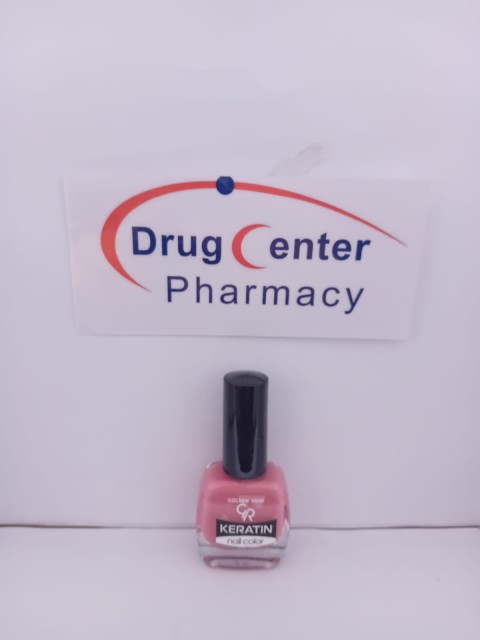 Drug Center
Pharmacy
GOLDEN ROSE
GR
KERATIN
nail color